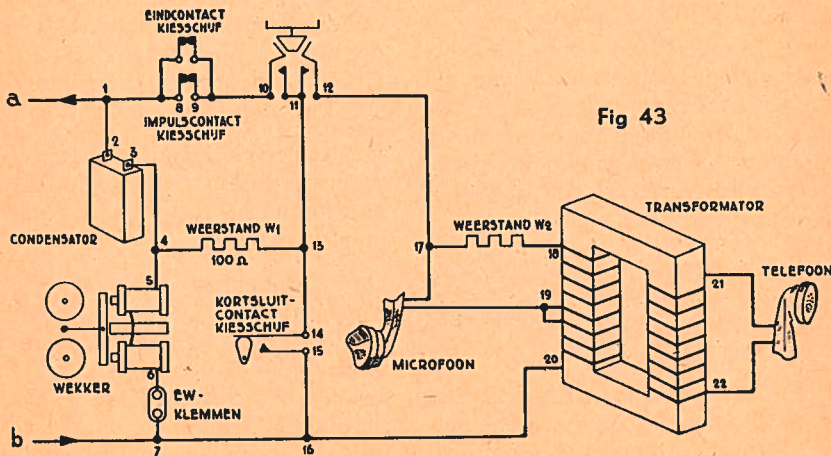 EINDCONTACT
KIESSCHIJF
10
11
12
1
8 9
a
IMPULSCONTACT
KIESSCHIJF
Fig 43
2
3
TRANSFORMATOR
CONDENSATOR
4
WEERSTAND W1
100 Ω
13
17
WEERSTAND W2
18
5
KORTSLUIT-
CONTACT
KIESSCHIJF
14
15
19
21
TELEFOON
MICROFOON
20
22
WEKKER
6
EW-
KLEMMEN
b
7
16